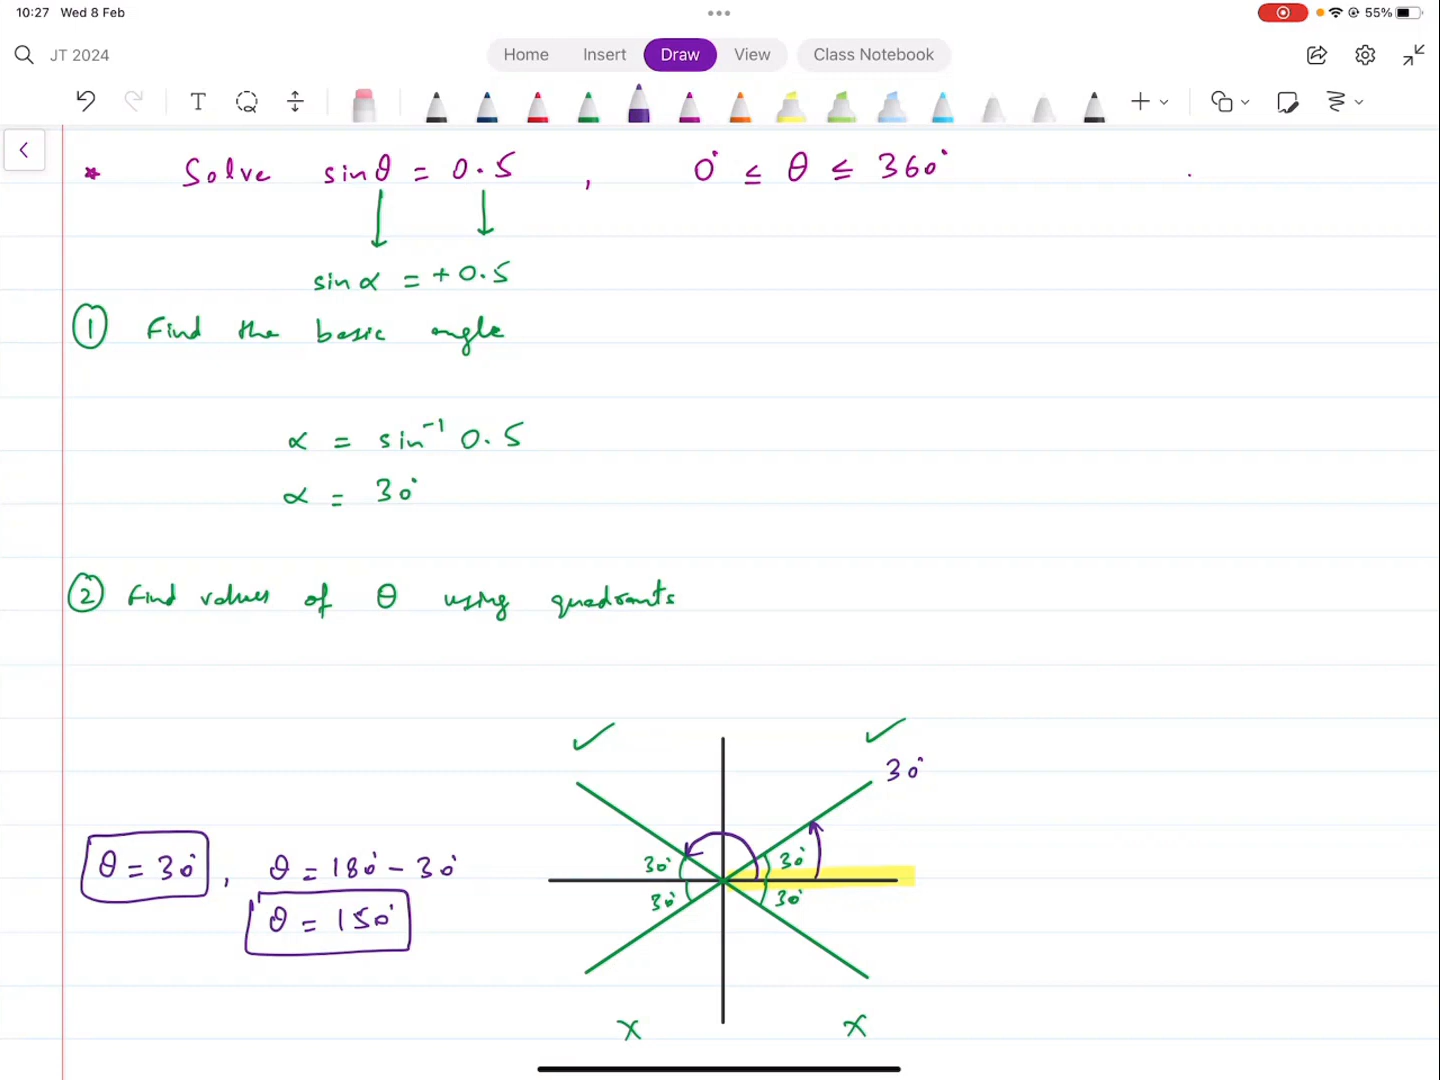 10:27 Wed 8 Feb
55%
JT 2024
Home Insert Draw View Class Notebook
* Solve sinθ = 0.5 , 0° ≤ θ ≤ 360°
sin α = +0.5
① Find the basic angle
α = sin⁻¹ 0.5
α = 30°
② Find values of θ using quadrants
✓ ✓
30°
θ = 30° , θ = 180° - 30°
θ = 150°
30° 30°
30° 30°
x x